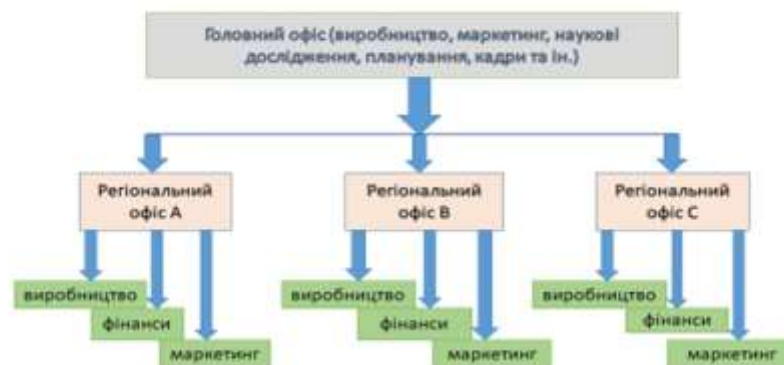 Головний офіс (виробництво, маркетинг, наукові
дослідження, планування, кадри та ін.)
Регіональний
офіс А
Регіональний
офіс В
Регіональний
офіс С
виробництво
фінанси
маркетинг
виробництво
фінанси
маркетинг
виробництво
фінанси
маркетинг